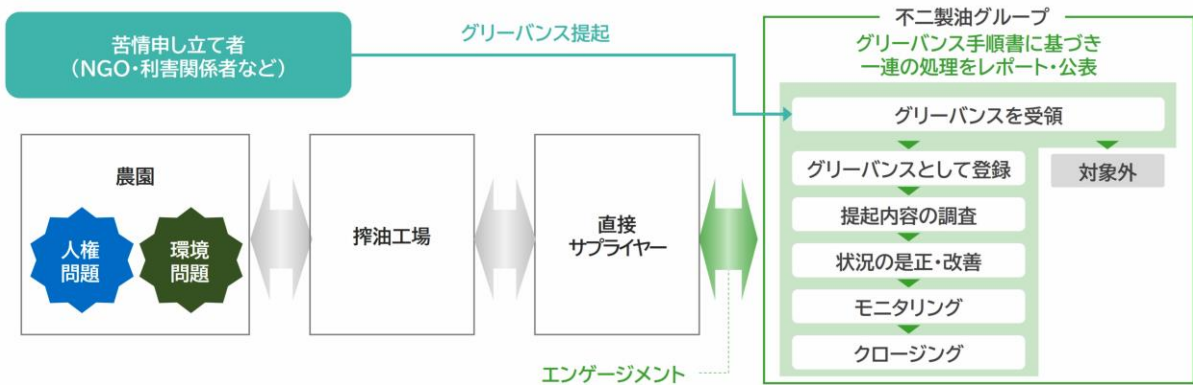 苦情申し立て者
（NGO・利害関係者など）
グリーバンス提起
不二製油グループ
グリーバンス手順書に基づき
一連の処理をレポート・公表
グリーバンスを受領
グリーバンスとして登録
対象外
提起内容の調査
状況の是正・改善
モニタリング
クロージング
農園
人権
問題
環境
問題
搾油工場
直接
サプライヤー
エンゲージメント